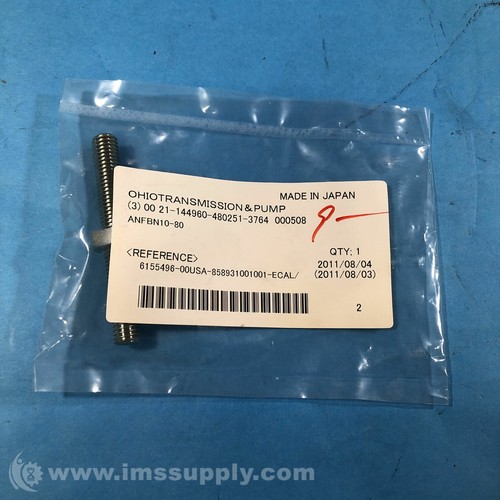 OHIOTRANSMISSION&PUMP MADE IN JAPAN
(3) 00 21-144960-480251-3764 000508
ANFBN10-80
<REFERENCE> QTY: 1
6155496-00USA-858931001001-ECAL/ 2011/08/04
(2011/08/03)
2
www.imssupply.com